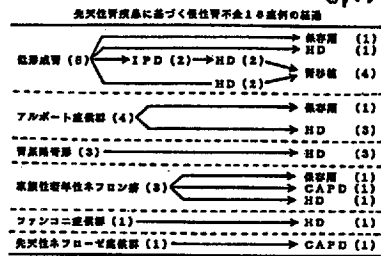 先天性腎疾患に基づく慢性腎不全18症例の経過
保存期 (1)
HD (1)
低形成腎 (6) IPD (2) HD (2) 腎移植 (4)
HD (2)
保存期 (1)
アルポート症候群 (4)
HD (3)
腎尿路奇形 (3) HD (3)
保存期 (1)
家族性若年性ネフロン癆 (3) CAPD (1)
HD (1)
ファンコニ症候群 (1) HD (1)
先天性ネフローゼ症候群 (1) CAPD (1)